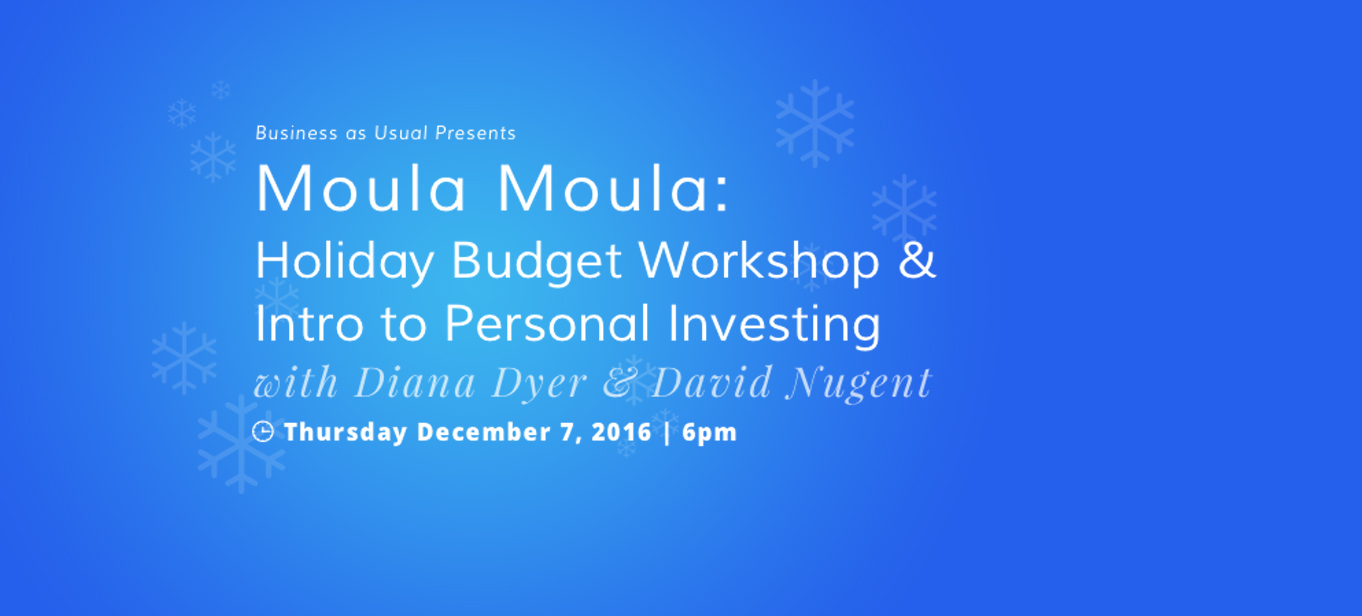 Business as Usual Presents
Moula Moula:
Holiday Budget Workshop &
Intro to Personal Investing
with Diana Dyer & David Nugent
Thursday December 7, 2016 | 6pm